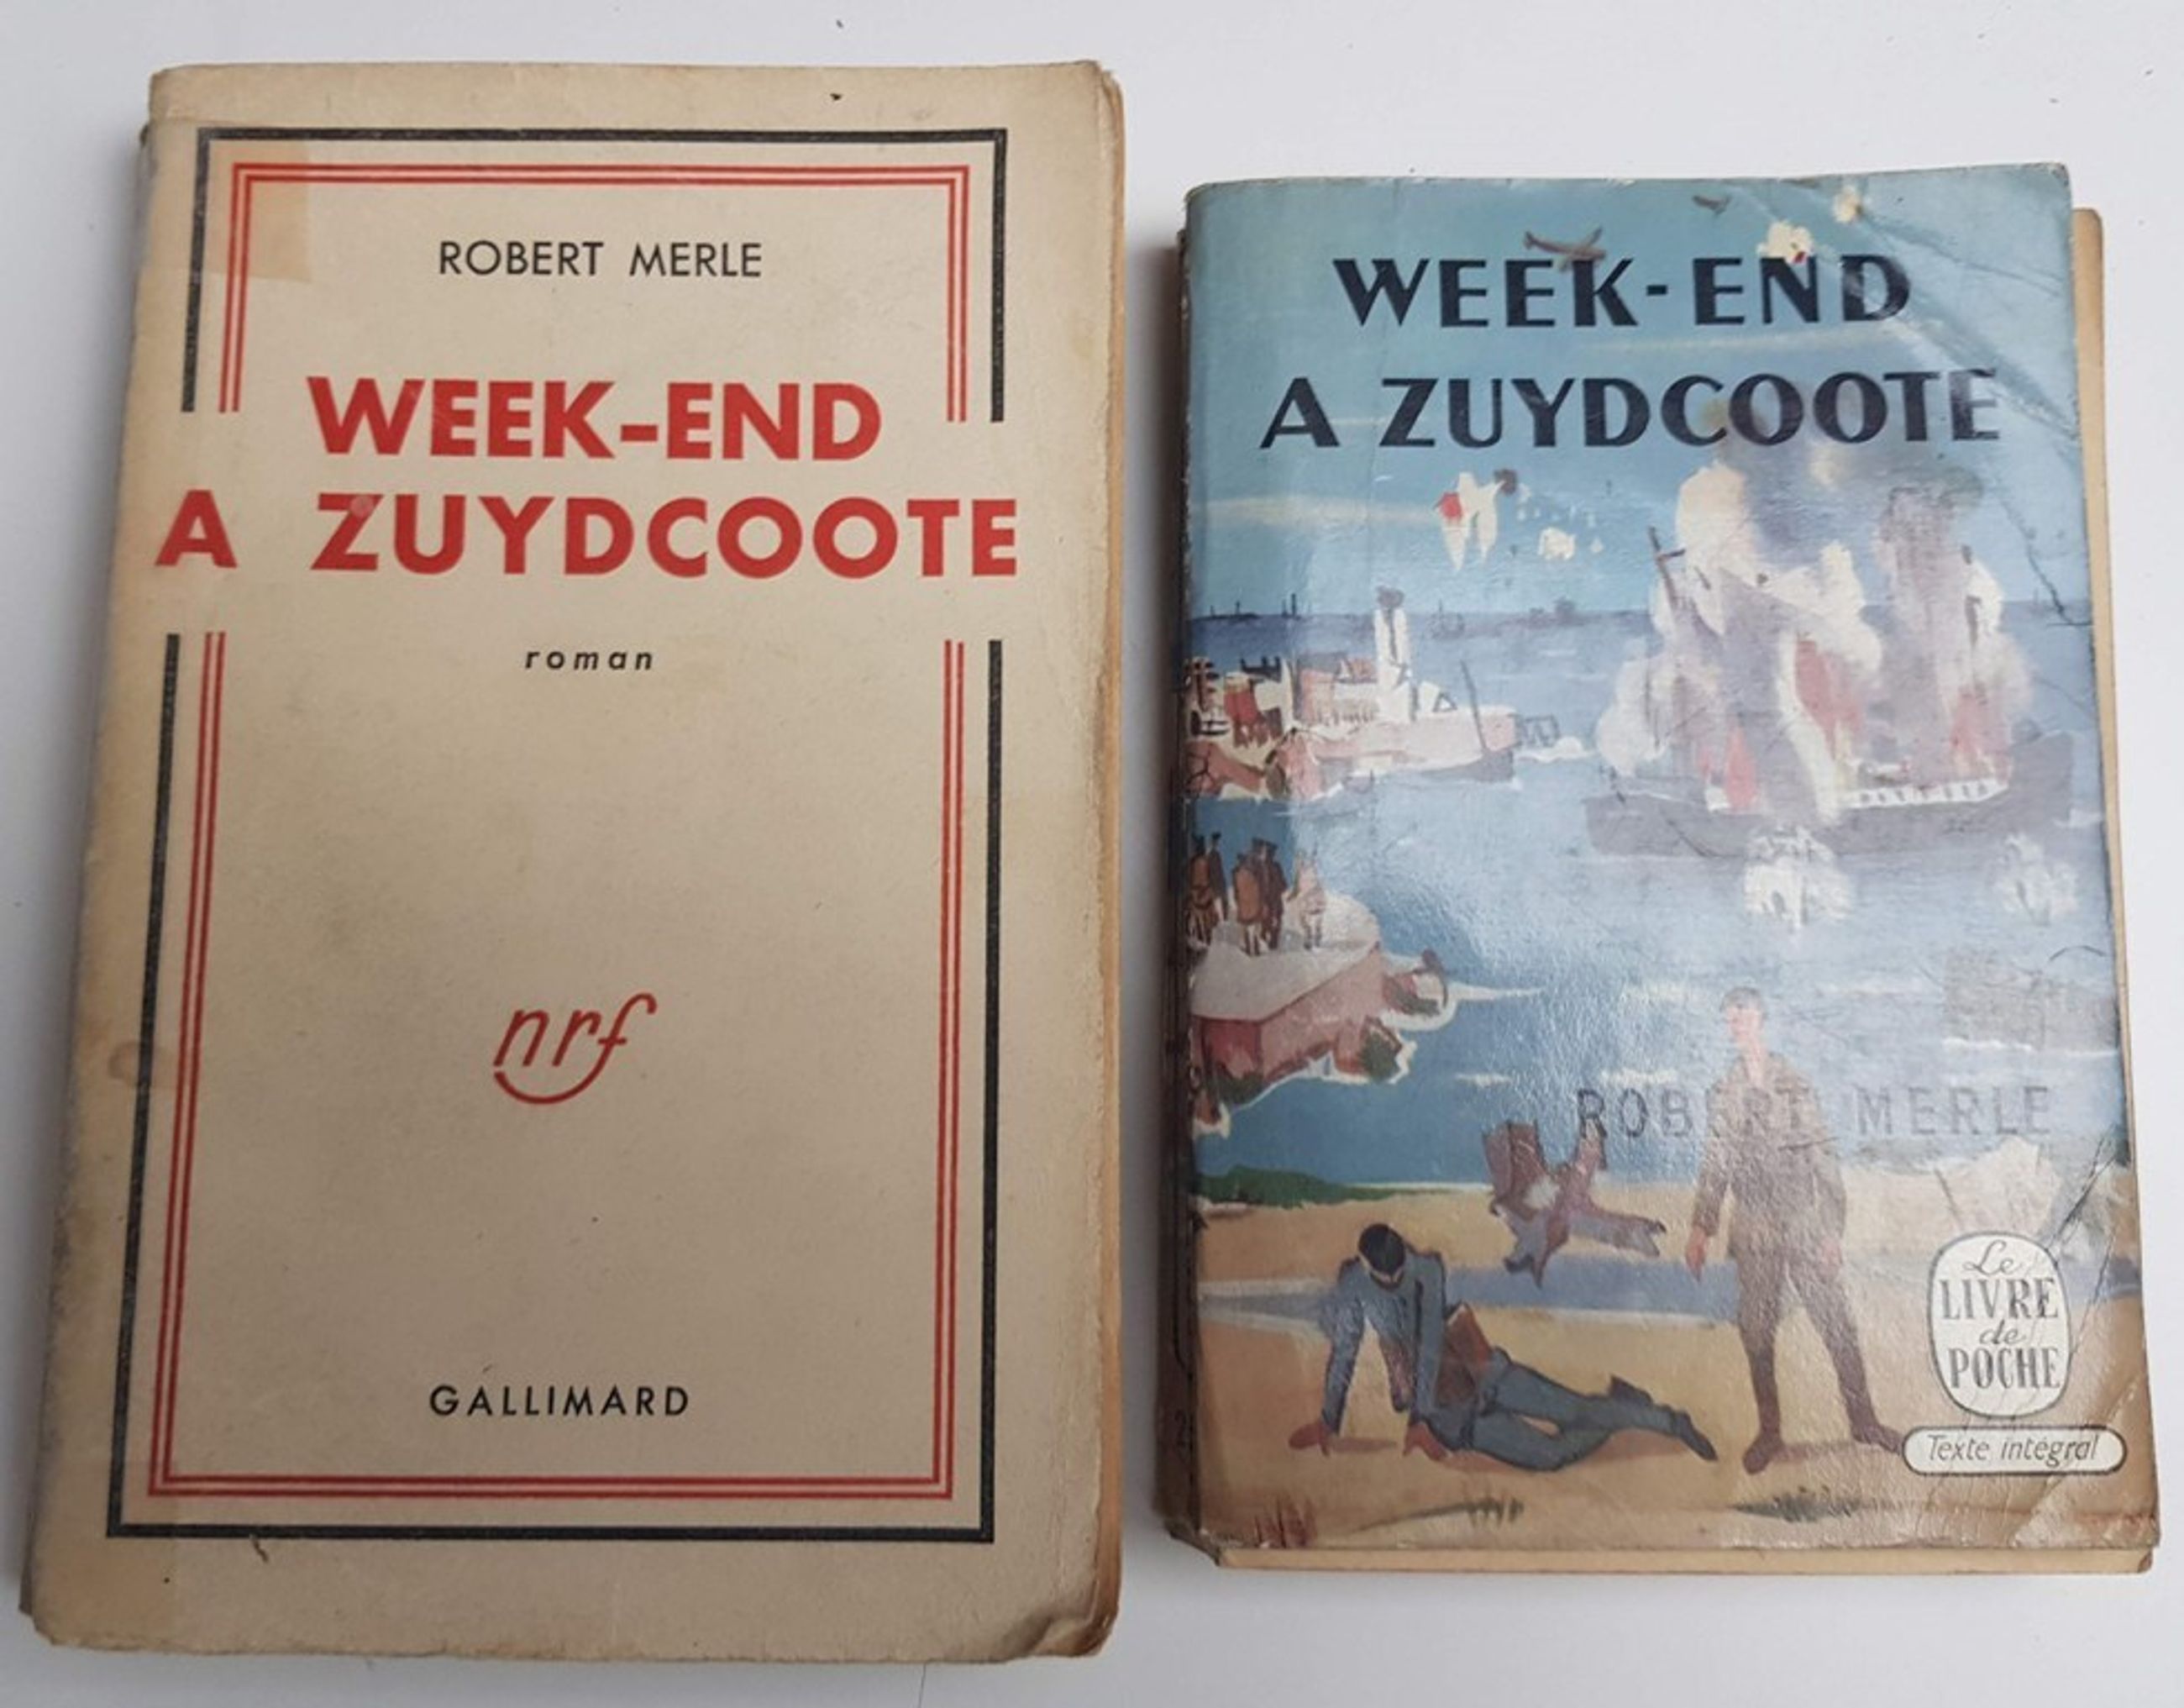 ROBERT MERLE
WEEK-END
A ZUYDCOOTE
roman
nrf
GALLIMARD
WEEK-END
A ZUYDCOOTE
ROBERT MERLE
Le
LIVRE
de
POCHE
Texte intégral